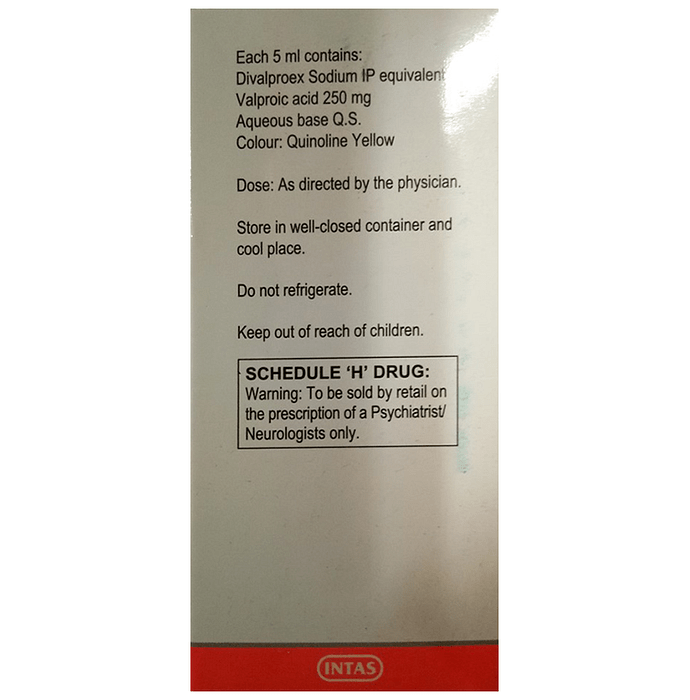 Each 5 ml contains:
Divalproex Sodium IP equivalent
Valproic acid 250 mg
Aqueous base Q.S.
Colour: Quinoline Yellow
Dose: As directed by the physician.
Store in well-closed container and
cool place.
Do not refrigerate.
Keep out of reach of children.
SCHEDULE ‘H’ DRUG:
Warning: To be sold by retail on
the prescription of a Psychiatrist/
Neurologists only.
INTAS